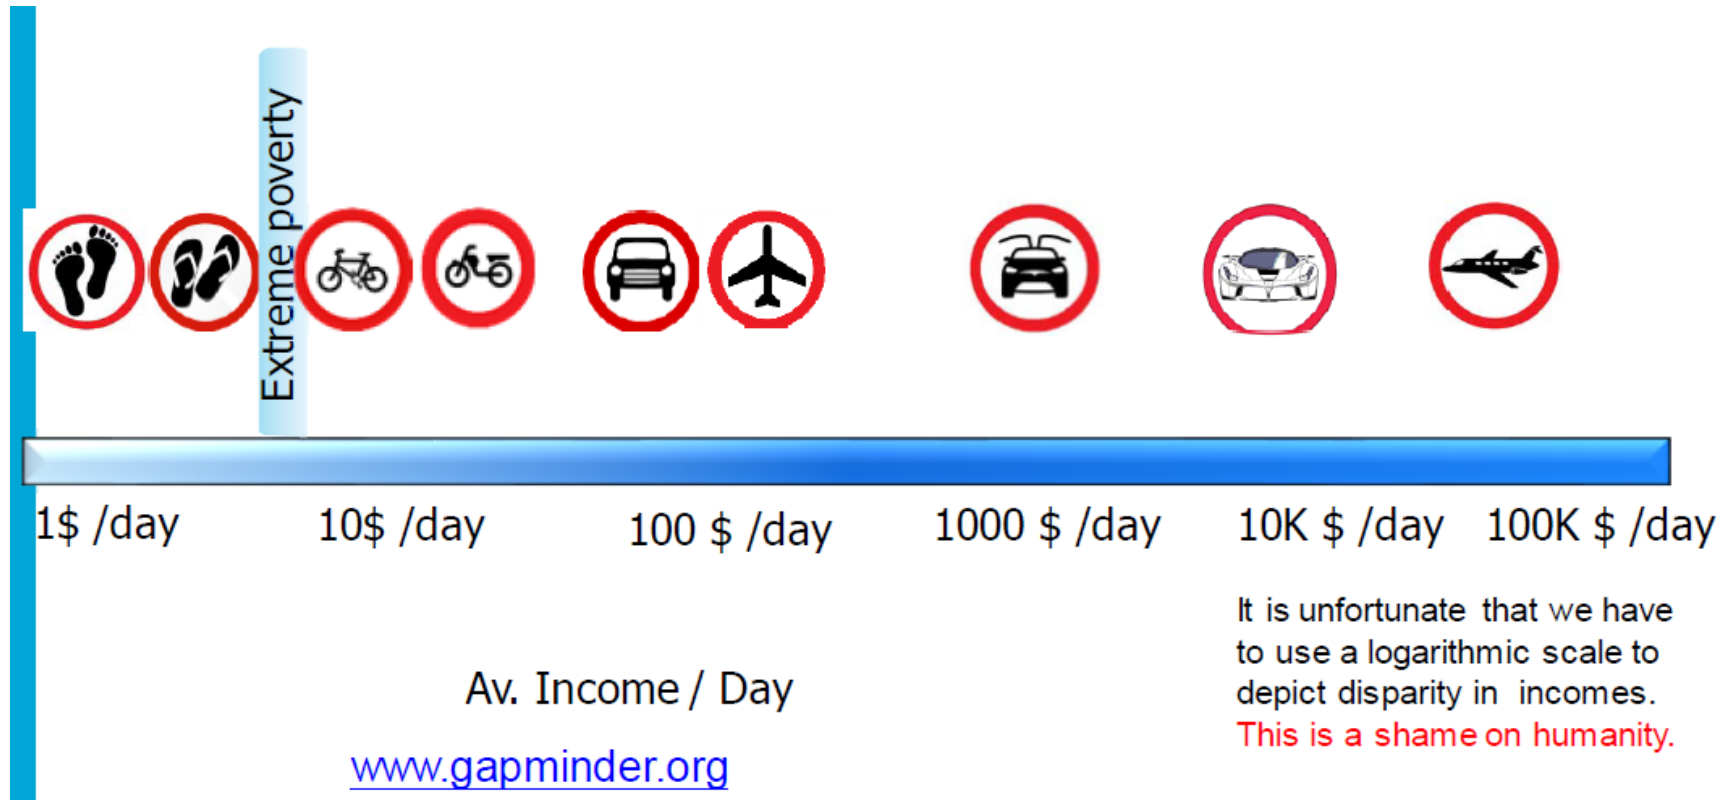 Extreme poverty
1$ /day
10$ /day
100 $ /day
1000 $ /day
10K $ /day
100K $ /day
It is unfortunate that we have
to use a logarithmic scale to
depict disparity in incomes.
This is a shame on humanity.
Av. Income / Day
www.gapminder.org